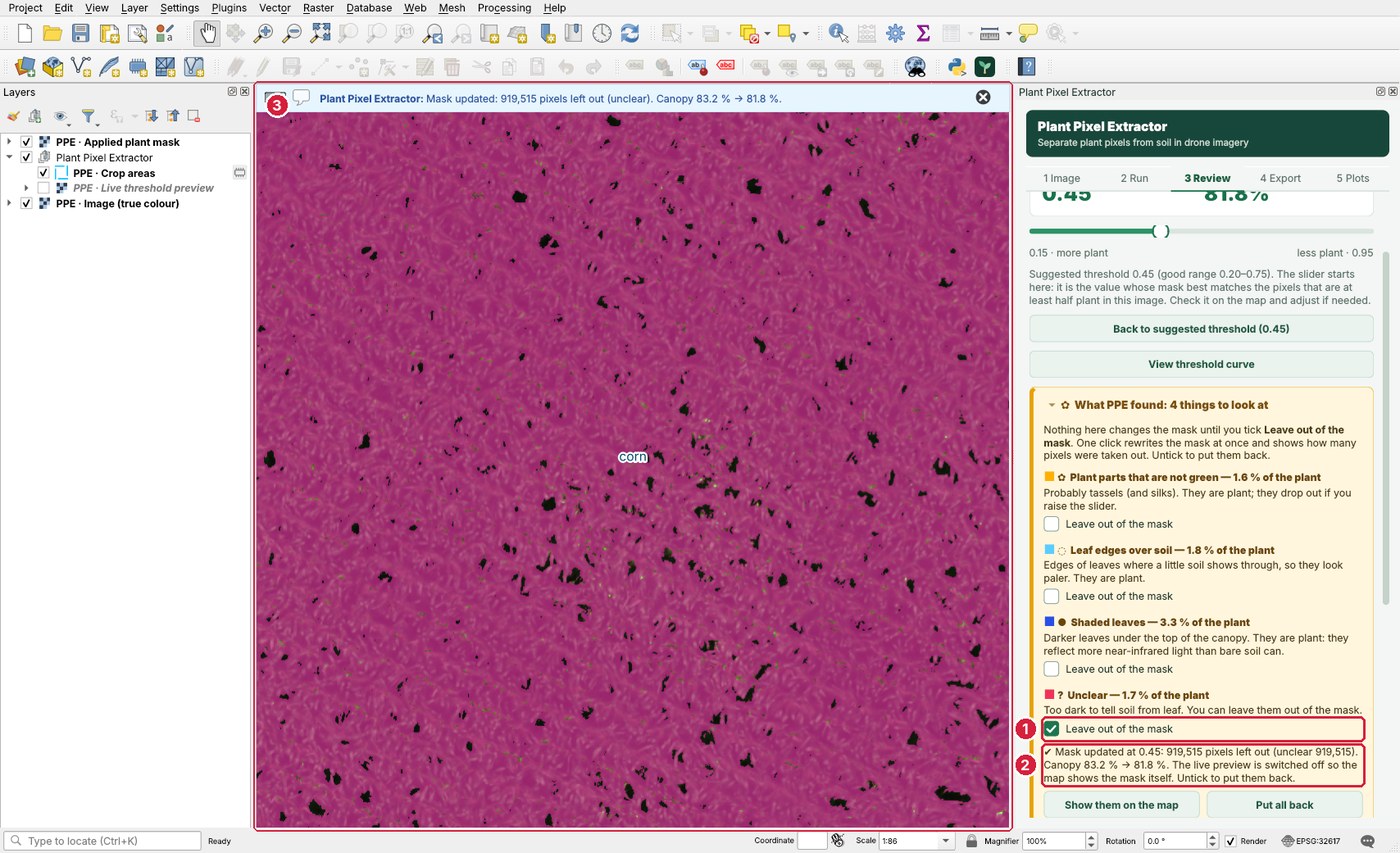 Project Edit View Layer Settings Plugins Vector Raster Database Web Mesh Processing Help
Layers
PPE · Applied plant mask
Plant Pixel Extractor
PPE · Crop areas
PPE · Live threshold preview
PPE · Image (true colour)
3
Plant Pixel Extractor: Mask updated: 919,515 pixels left out (unclear). Canopy 83.2 % → 81.8 %.
corn
Plant Pixel Extractor
Plant Pixel Extractor
Separate plant pixels from soil in drone imagery
1 Image 2 Run 3 Review 4 Export 5 Plots
0.45 81.8%
0.15 · more plant less plant · 0.95
Suggested threshold 0.45 (good range 0.20–0.75). The slider starts
here: it is the value whose mask best matches the pixels that are at
least half plant in this image. Check it on the map and adjust if needed.
Back to suggested threshold (0.45)
View threshold curve
What PPE found: 4 things to look at
Nothing here changes the mask until you tick Leave out of the
mask. One click rewrites the mask at once and shows how many
pixels were taken out. Untick to put them back.
Plant parts that are not green — 1.6 % of the plant
Probably tassels (and silks). They are plant; they drop out if you
raise the slider.
Leave out of the mask
Leaf edges over soil — 1.8 % of the plant
Edges of leaves where a little soil shows through, so they look
paler. They are plant.
Leave out of the mask
Shaded leaves — 3.3 % of the plant
Darker leaves under the top of the canopy. They are plant: they
reflect more near-infrared light than bare soil can.
Leave out of the mask
? Unclear — 1.7 % of the plant
Too dark to tell soil from leaf. You can leave them out of the mask.
1 Leave out of the mask
2 ✔ Mask updated at 0.45: 919,515 pixels left out (unclear 919,515).
Canopy 83.2 % → 81.8 %. The live preview is switched off so the
map shows the mask itself. Untick to put them back.
Show them on the map Put all back
Type to locate (Ctrl+K) Ready Coordinate Scale 1:86 Magnifier 100% Rotation 0.0 ° Render EPSG:32617